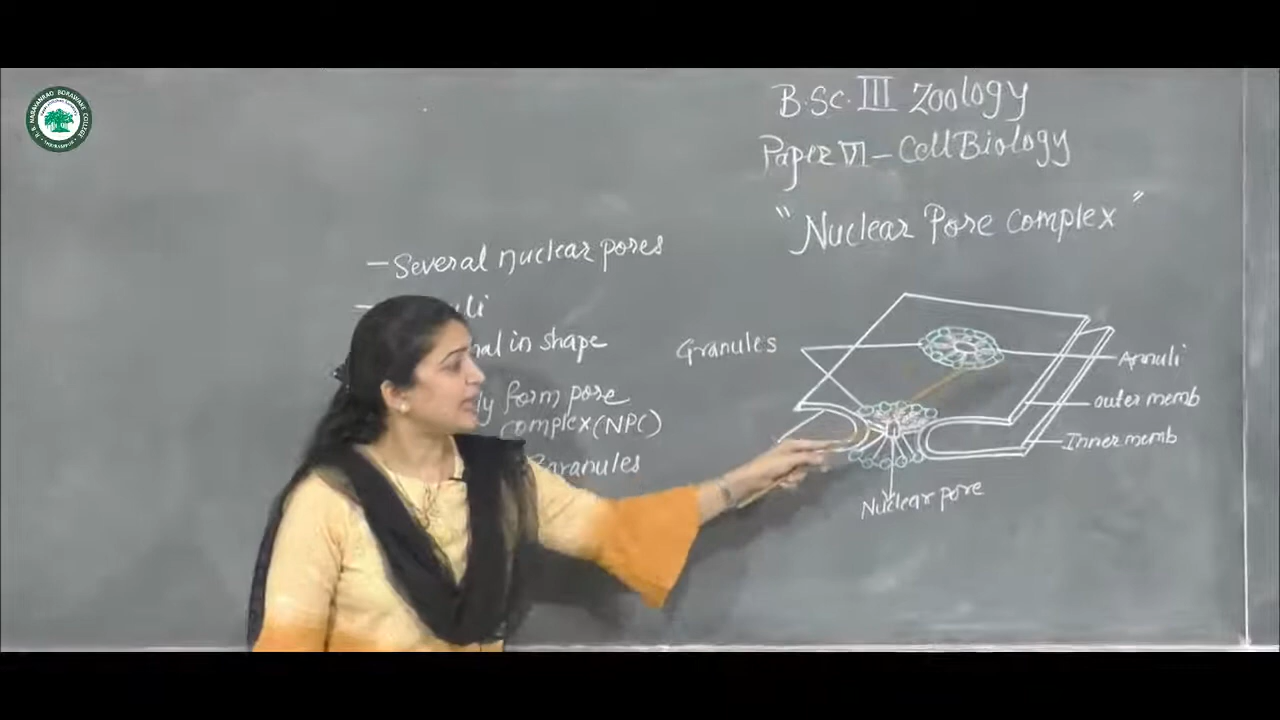 B.Sc. III Zoology
Paper VI - Cell Biology
"Nuclear Pore complex"
- Several nuclear pores
in shape
form pore
complex (NPC)
Granules
Granules
Annuli
outer memb
Inner memb
Nuclear pore